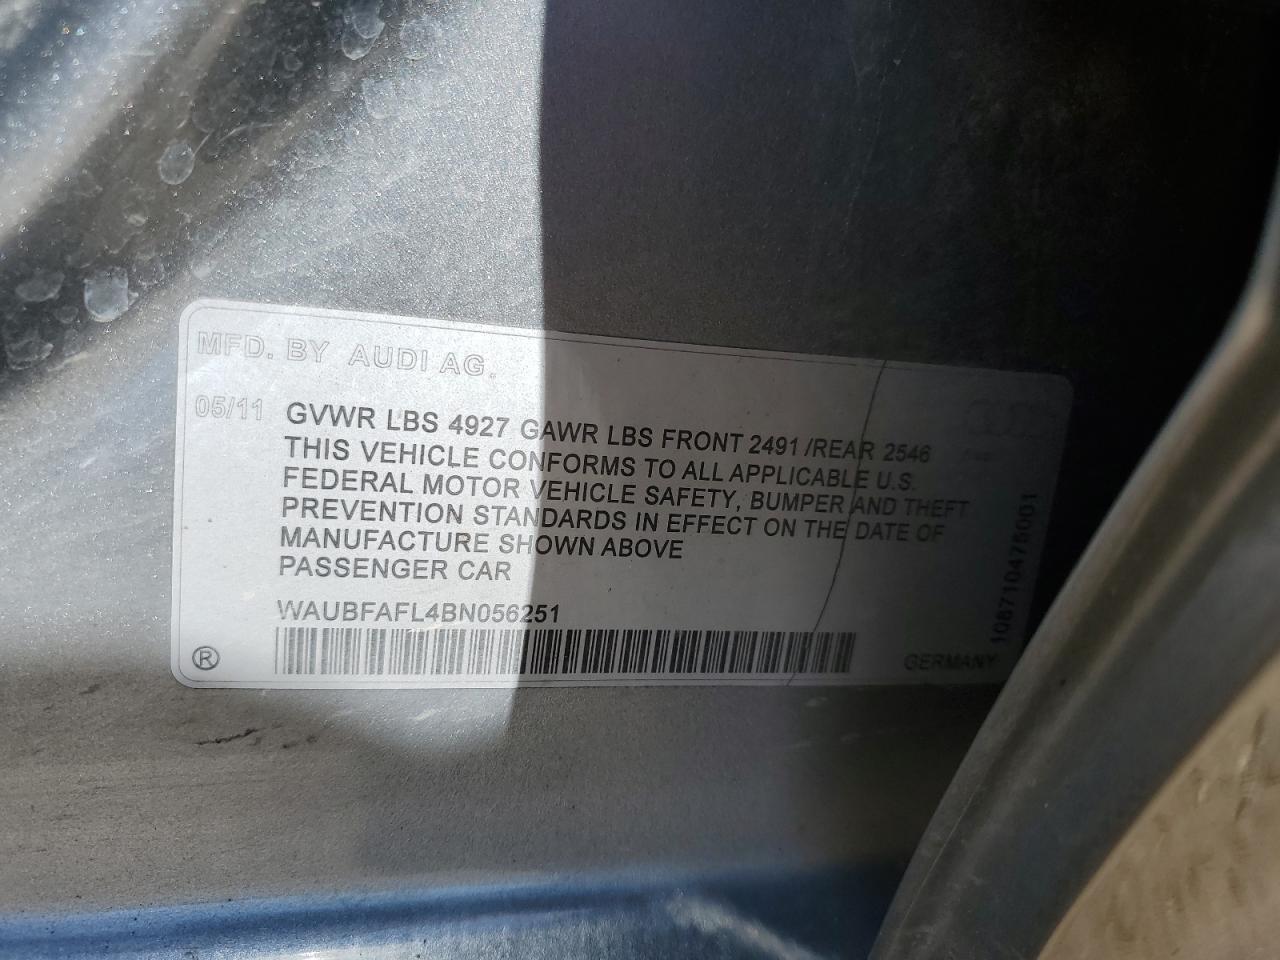 MFD. BY AUDI AG.
05/11
GVWR LBS 4927 GAWR LBS FRONT 2491 /REAR 2546
THIS VEHICLE CONFORMS TO ALL APPLICABLE U.S.
FEDERAL MOTOR VEHICLE SAFETY, BUMPER AND THEFT
PREVENTION STANDARDS IN EFFECT ON THE DATE OF
MANUFACTURE SHOWN ABOVE
PASSENGER CAR
WAUBFAFL4BN056251
®
GERMANY
108710475001